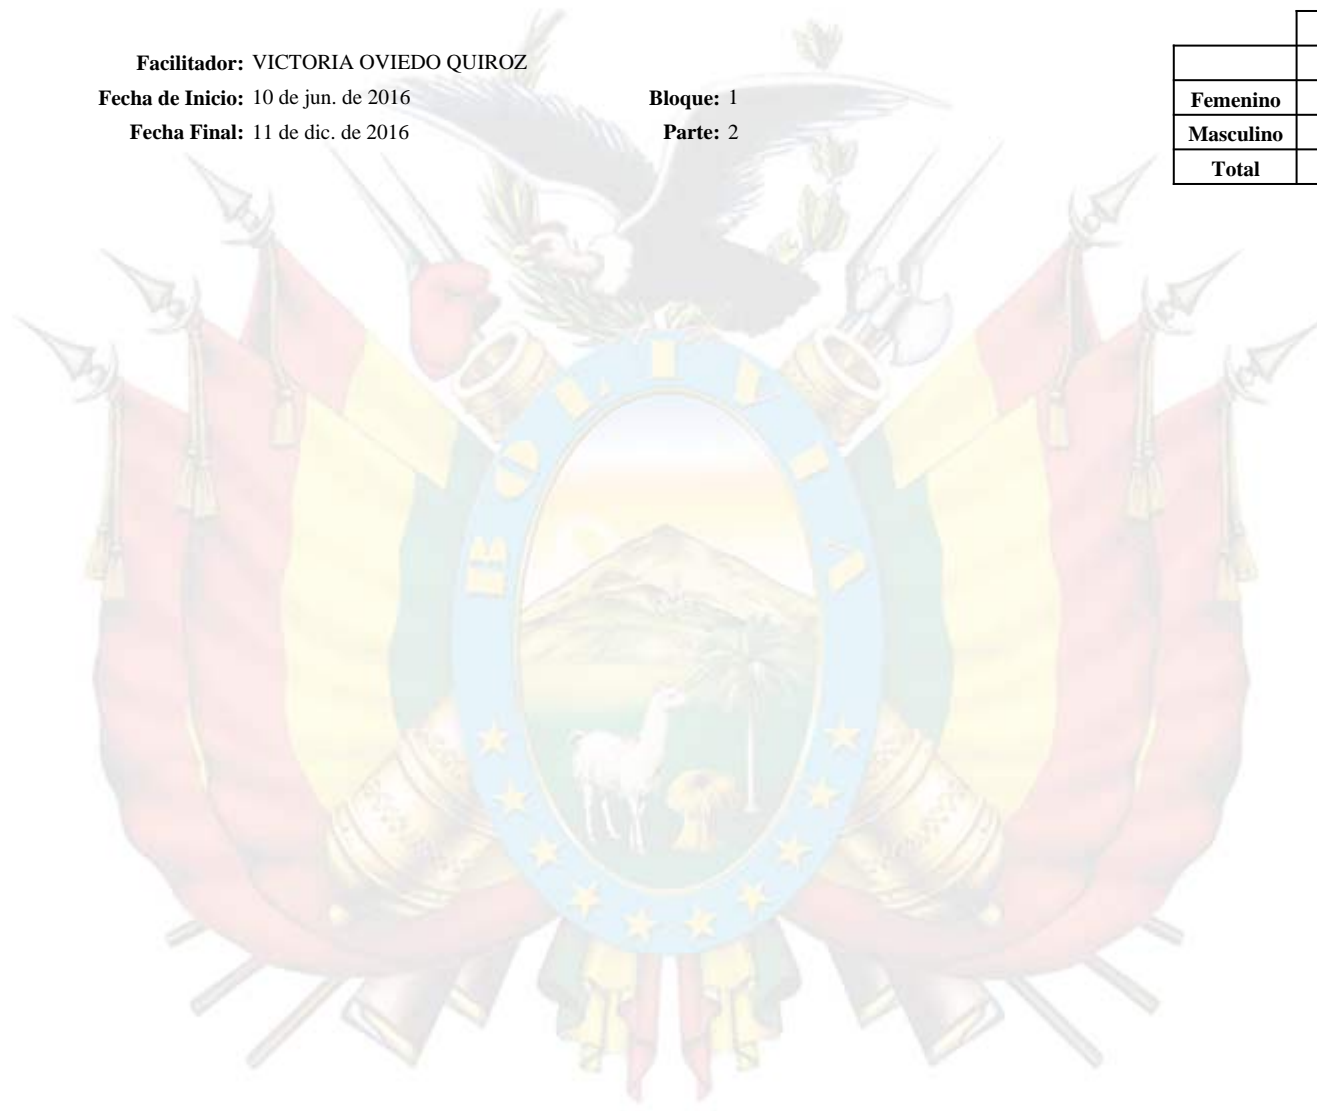 Facilitador: VICTORIA OVIEDO QUIROZ
Fecha de Inicio: 10 de jun. de 2016
Bloque: 1
Fecha Final: 11 de dic. de 2016
Parte: 2
Femenino
Masculino
Total
BOLIVIA